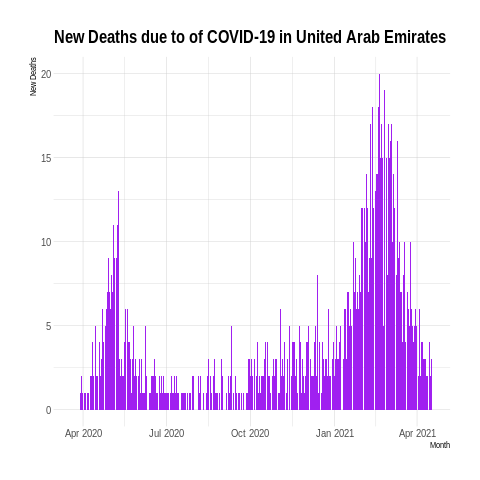 New Deaths due to of COVID-19 in United Arab Emirates
New Deaths
20
15
10
5
0
Apr 2020 Jul 2020 Oct 2020 Jan 2021 Apr 2021
Month